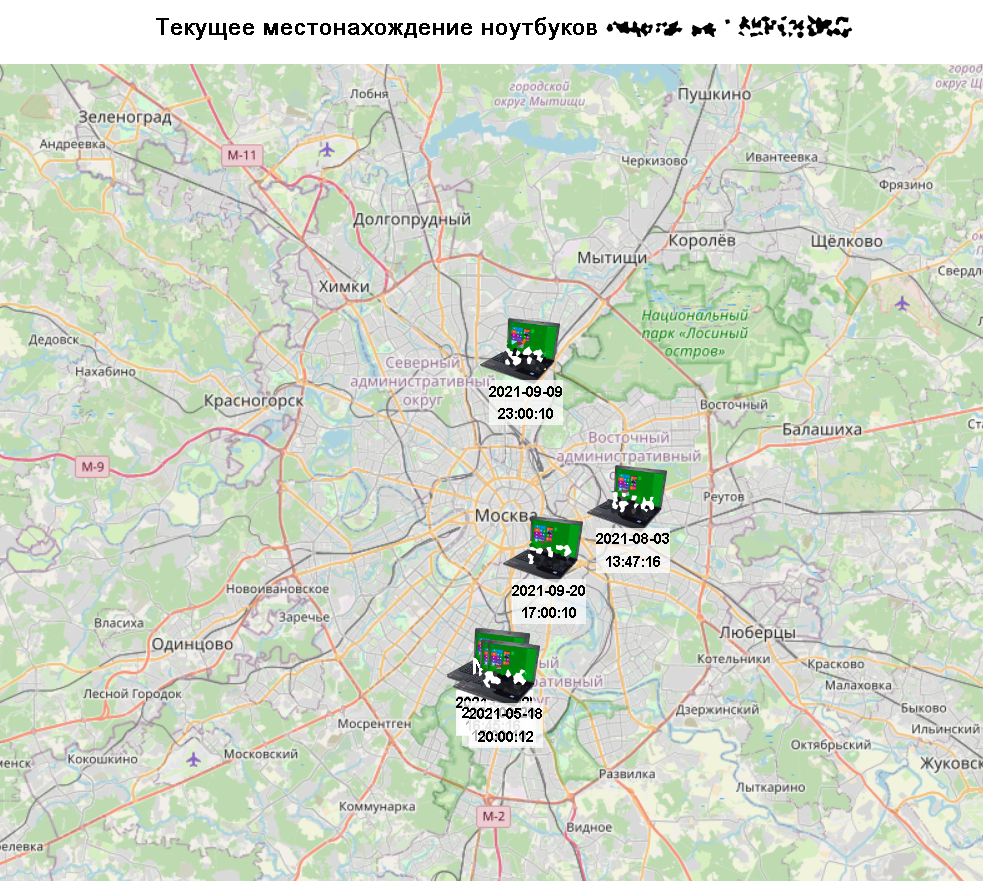 Текущее местонахождение ноутбуков
Лобня
городской
округ Мытищи
Пушкино
Зеленоград
Андреевка
М-11
Черкизово
Ивантеевка
Фрязино
Долгопрудный
Королёв
Щёлково
Мытищи
Химки
Национальный
парк «Лосиный
остров»
Дедовск
Нахабино
Северный
административный
округ
2021-09-09
23:00:10
Красногорск
Восточный
Балашиха
Восточный
административный
М-9
Реутов
Москва
2021-08-03
13:47:16
2021-09-20
17:00:10
Новоивановское
Заречье
Власиха
Одинцово
Люберцы
Котельники
Красково
Малаховка
Лесной Городок
Быково
2021-05-18
20:00:12
Дзержинский
Мосрентген
Ильинский
Октябрьский
Московский
Кокошкино
Развилка
Лыткарино
Коммунарка
М-2
Видное